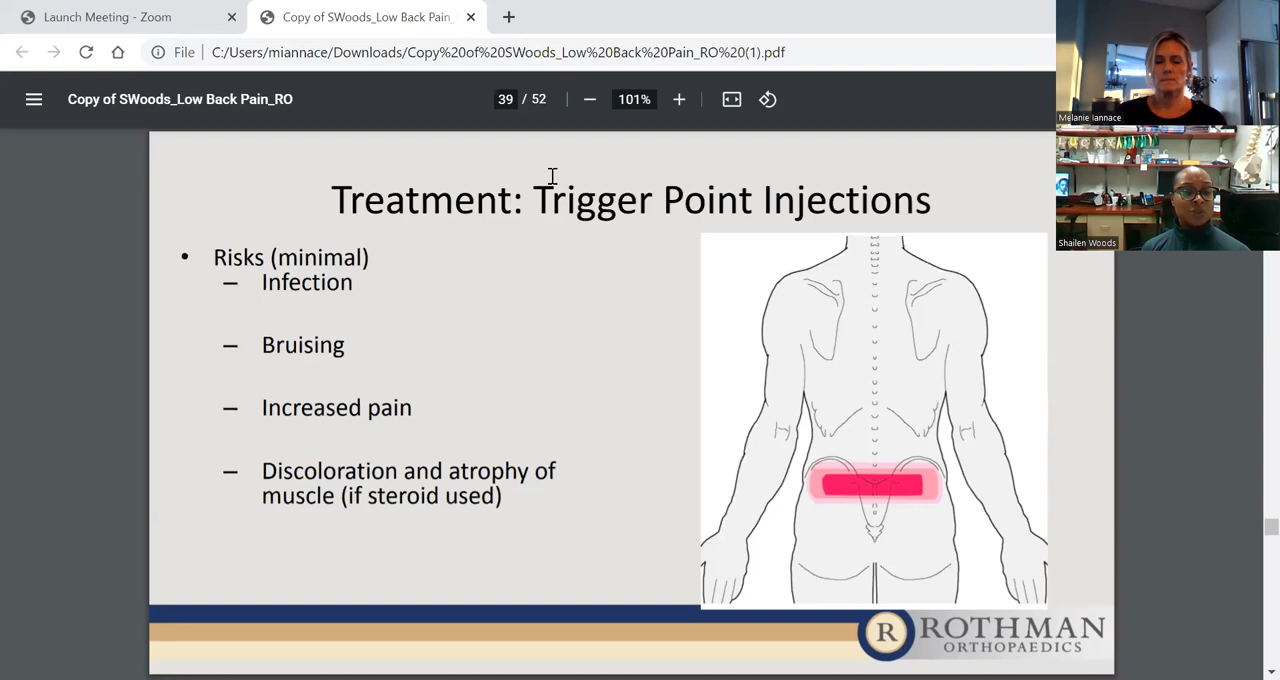 Launch Meeting - Zoom
Copy of SWoods_Low Back Pain_
File
C:/Users/miannace/Downloads/Copy%20of%20SWoods_Low%20Back%20Pain_RO%20(1).pdf
Copy of SWoods_Low Back Pain_RO
39 / 52
101%
Melanie Iannace
Shailen Woods
Treatment: Trigger Point Injections
• Risks (minimal)
– Infection
– Bruising
– Increased pain
– Discoloration and atrophy of
muscle (if steroid used)
R ROTHMAN
ORTHOPAEDICS